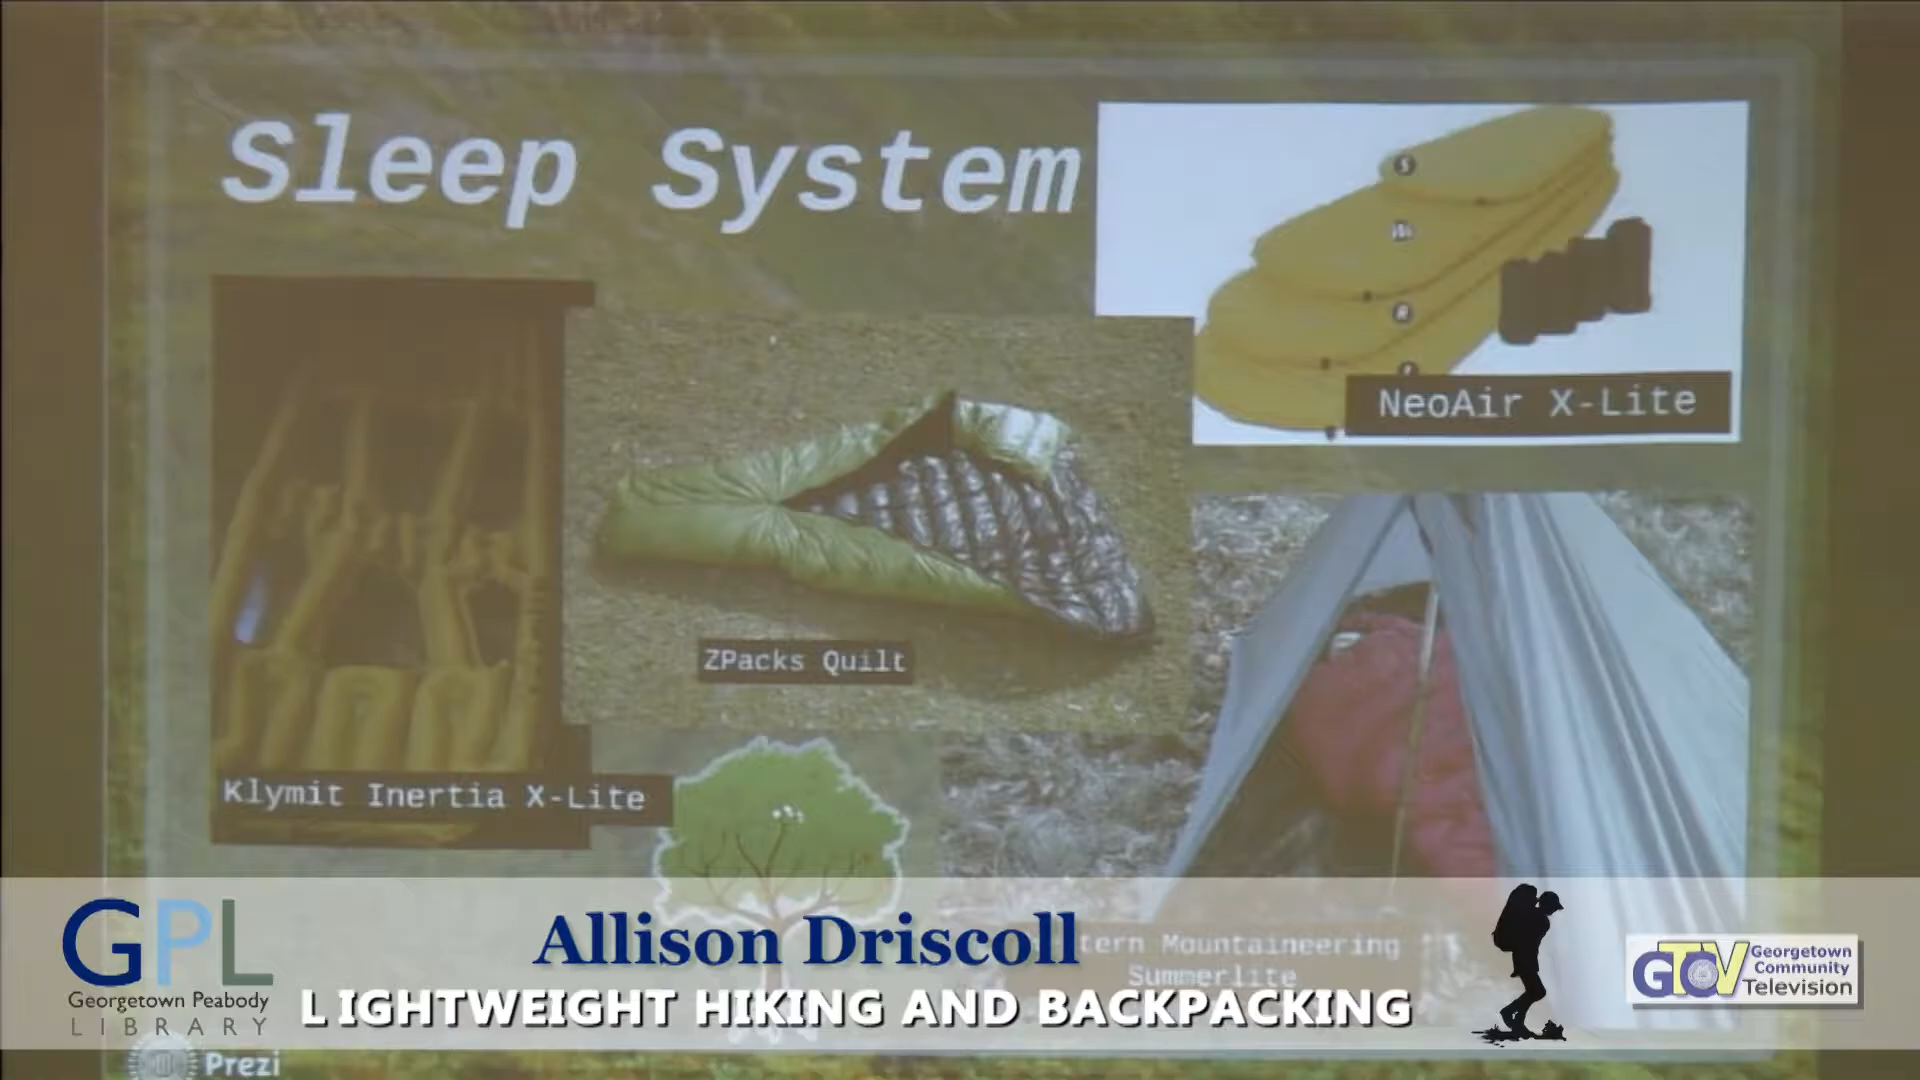 Sleep System
S
W
R
NeoAir X-Lite
ZPacks Quilt
Klymit Inertia X-Lite
tern Mountaineering
Summerlite
GPL
Georgetown Peabody
LIBRARY
Allison Driscoll
LIGHTWEIGHT HIKING AND BACKPACKING
GTOV
Georgetown
Community
Television
Prezi